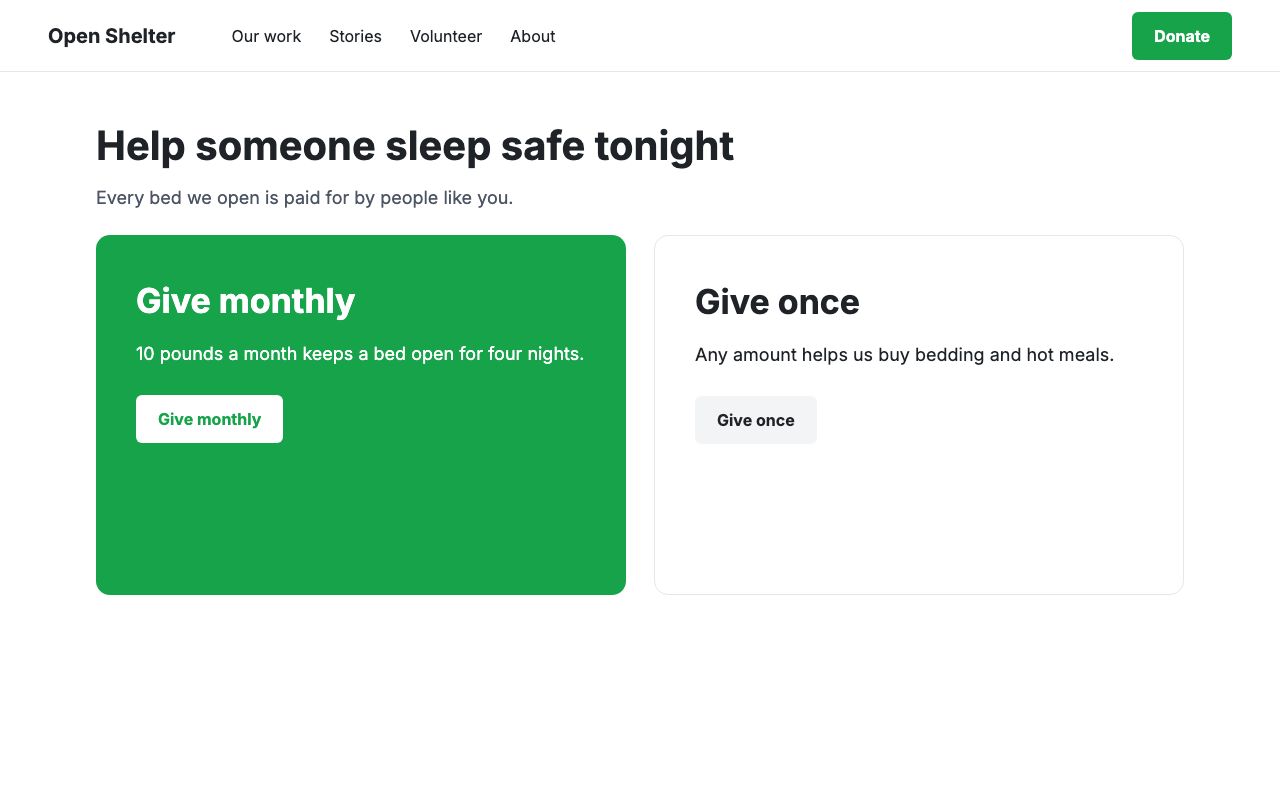 Open Shelter
Our work
Stories
Volunteer
About
Donate
Help someone sleep safe tonight
Every bed we open is paid for by people like you.
Give monthly
10 pounds a month keeps a bed open for four nights.
Give monthly
Give once
Any amount helps us buy bedding and hot meals.
Give once